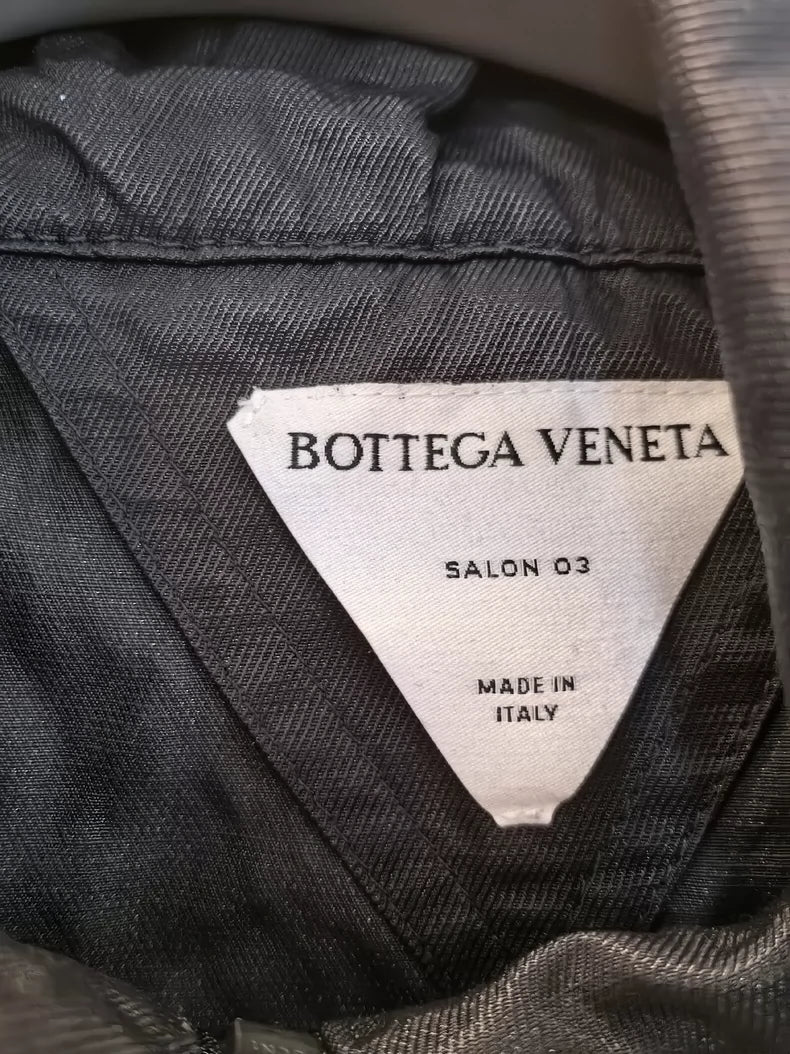 BOTTEGA VENETA
SALON 03
MADE IN
ITALY